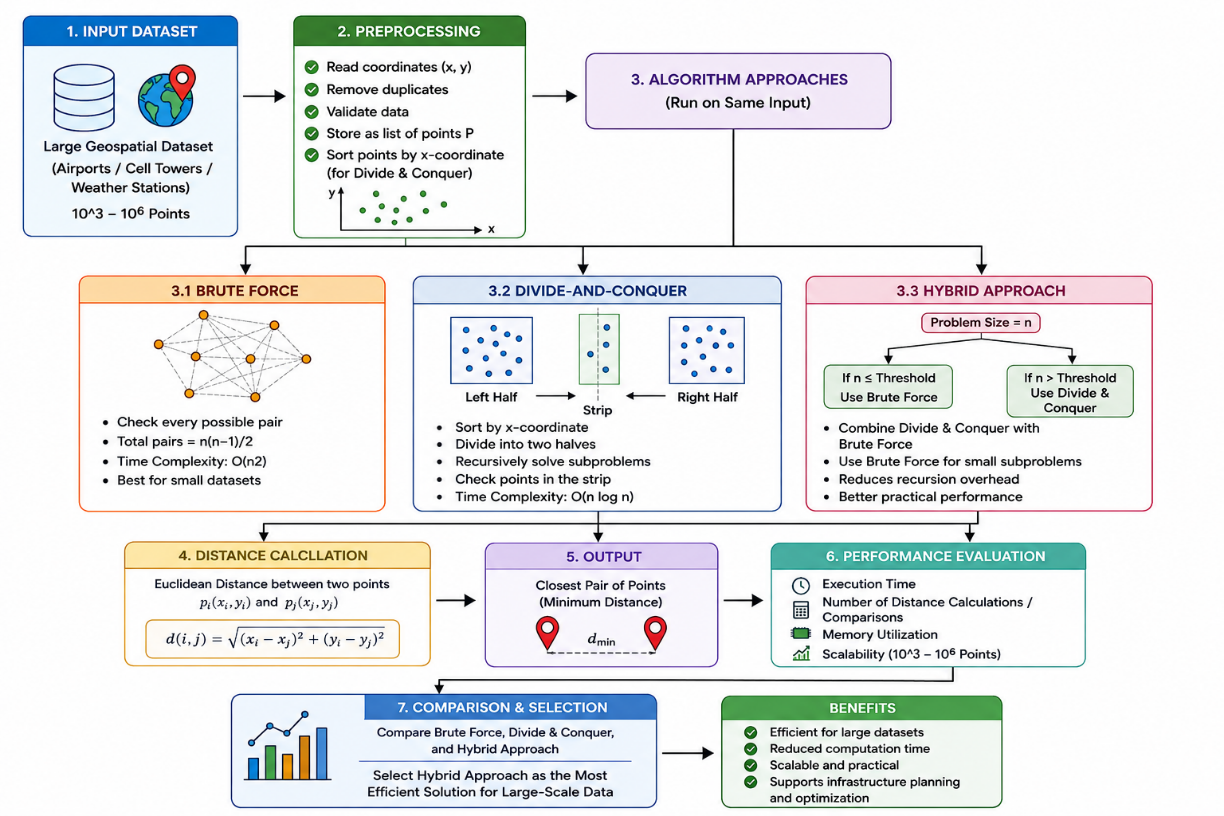 1. INPUT DATASET
Large Geospatial Dataset
(Airports / Cell Towers /
Weather Stations)
10^3 – 10⁶ Points
2. PREPROCESSING
Read coordinates (x, y)
Remove duplicates
Validate data
Store as list of points P
Sort points by x-coordinate
(for Divide & Conquer)
y
x
3. ALGORITHM APPROACHES
(Run on Same Input)
3.1 BRUTE FORCE
• Check every possible pair
• Total pairs = n(n−1)/2
• Time Complexity: O(n2)
• Best for small datasets
3.2 DIVIDE-AND-CONQUER
Left Half
Strip
Right Half
• Sort by x-coordinate
• Divide into two halves
• Recursively solve subproblems
• Check points in the strip
• Time Complexity: O(n log n)
3.3 HYBRID APPROACH
Problem Size = n
If n ≤ Threshold
Use Brute Force
If n > Threshold
Use Divide &
Conquer
• Combine Divide & Conquer with
Brute Force
• Use Brute Force for small subproblems
• Reduces recursion overhead
• Better practical performance
4. DISTANCE CALCLLATION
Euclidean Distance between two points
pᵢ(xᵢ, yᵢ) and pⱼ(xⱼ, yⱼ)
d(i, j) = √(xᵢ − xⱼ)² + (yᵢ − yⱼ)²
5. OUTPUT
Closest Pair of Points
(Minimum Distance)
dmin
6. PERFORMANCE EVALUATION
Execution Time
Number of Distance Calculations /
Comparisons
Memory Utilization
Scalability (10^3 – 10⁶ Points)
7. COMPARISON & SELECTION
Compare Brute Force, Divide & Conquer,
and Hybrid Approach
Select Hybrid Approach as the Most
Efficient Solution for Large-Scale Data
BENEFITS
Efficient for large datasets
Reduced computation time
Scalable and practical
Supports infrastructure planning
and optimization